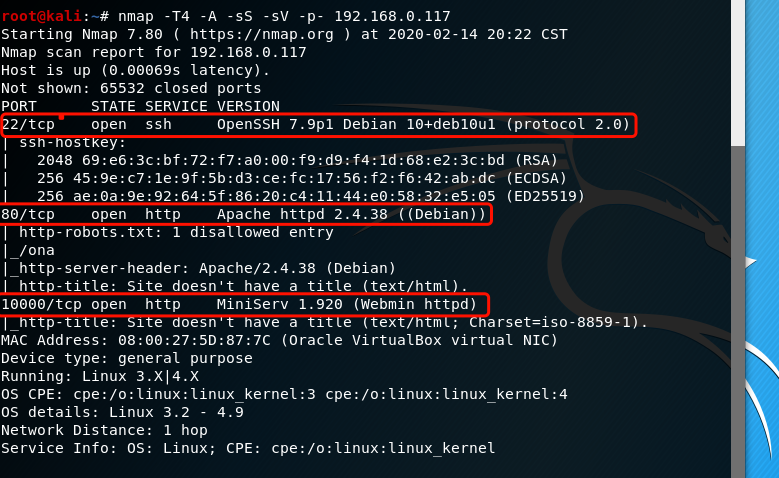 root@kali:~# nmap -T4 -A -sS -sV -p- 192.168.0.117
Starting Nmap 7.80 ( https://nmap.org ) at 2020-02-14 20:22 CST
Nmap scan report for 192.168.0.117
Host is up (0.00069s latency).
Not shown: 65532 closed ports
PORT      STATE SERVICE VERSION
22/tcp    open  ssh     OpenSSH 7.9p1 Debian 10+deb10u1 (protocol 2.0)
| ssh-hostkey:
|   2048 69:e6:3c:bf:72:f7:a0:00:f9:d9:f4:1d:68:e2:3c:bd (RSA)
|   256 45:9e:c7:1e:9f:5b:d3:ce:fc:17:56:f2:f6:42:ab:dc (ECDSA)
|   256 ae:0a:9e:92:64:5f:86:20:c4:11:44:e0:58:32:e5:05 (ED25519)
80/tcp    open  http    Apache httpd 2.4.38 ((Debian))
| http-robots.txt: 1 disallowed entry
|_/ona
|_http-server-header: Apache/2.4.38 (Debian)
|_http-title: Site doesn't have a title (text/html).
10000/tcp open  http    MiniServ 1.920 (Webmin httpd)
|_http-title: Site doesn't have a title (text/html; Charset=iso-8859-1).
MAC Address: 08:00:27:5D:87:7C (Oracle VirtualBox virtual NIC)
Device type: general purpose
Running: Linux 3.X|4.X
OS CPE: cpe:/o:linux:linux_kernel:3 cpe:/o:linux:linux_kernel:4
OS details: Linux 3.2 - 4.9
Network Distance: 1 hop
Service Info: OS: Linux; CPE: cpe:/o:linux:linux_kernel